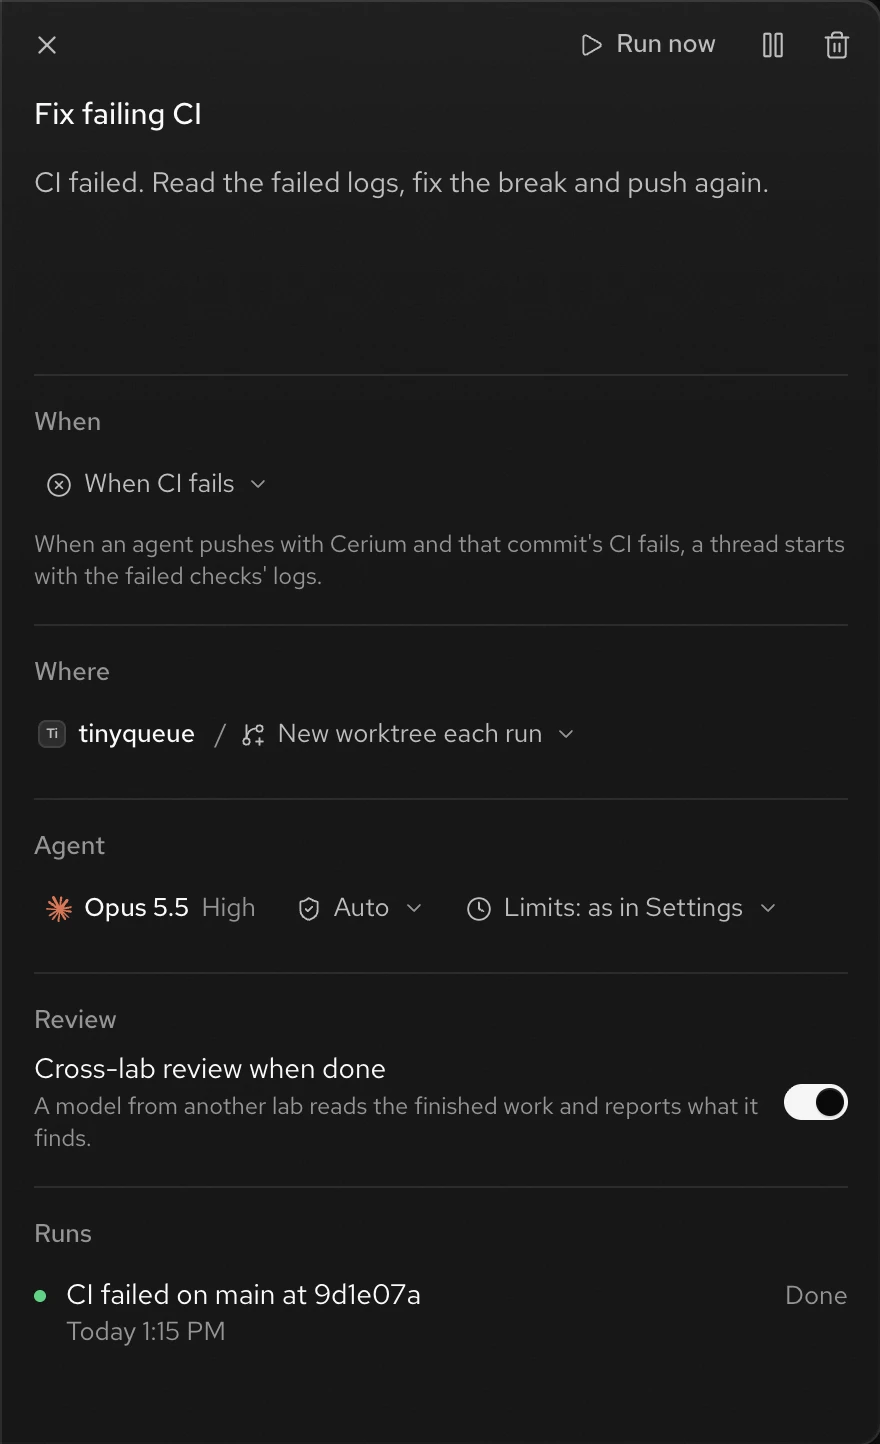 Run now
Fix failing CI
CI failed. Read the failed logs, fix the break and push again.
When
When CI fails
When an agent pushes with Cerium and that commit's CI fails, a thread starts
with the failed checks' logs.
Where
Ti tinyqueue / New worktree each run
Agent
Opus 5.5 High Auto Limits: as in Settings
Review
Cross-lab review when done
A model from another lab reads the finished work and reports what it
finds.
Runs
CI failed on main at 9d1e07a Done
Today 1:15 PM